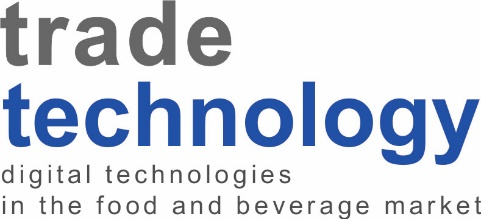 trade
technology
digital technologies
in the food and beverage market